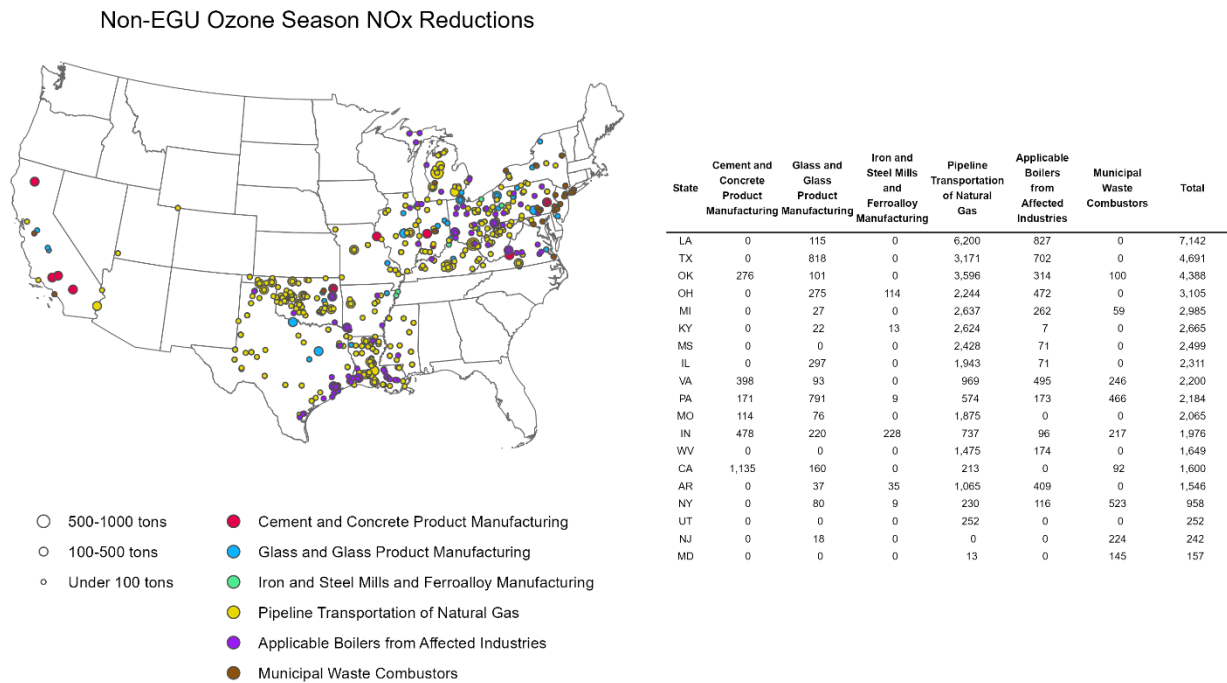 Non-EGU Ozone Season NOx Reductions
500-1000 tons
100-500 tons
Under 100 tons
Cement and Concrete Product Manufacturing
Glass and Glass Product Manufacturing
Iron and Steel Mills and Ferroalloy Manufacturing
Pipeline Transportation of Natural Gas
Applicable Boilers from Affected Industries
Municipal Waste Combustors
State Cement and Concrete Product Manufacturing Glass and Glass Product Manufacturing Iron and Steel Mills and Ferroalloy Manufacturing Pipeline Transportation of Natural Gas Applicable Boilers from Affected Industries Municipal Waste Combustors Total
LA 0 115 0 6,200 827 0 7,142
TX 0 818 0 3,171 702 0 4,691
OK 276 101 0 3,596 314 100 4,388
OH 0 275 114 2,244 472 0 3,105
MI 0 27 0 2,637 262 59 2,985
KY 0 22 13 2,624 7 0 2,665
MS 0 0 0 2,428 71 0 2,499
IL 0 297 0 1,943 71 0 2,311
VA 398 93 0 969 495 246 2,200
PA 171 791 9 574 173 466 2,184
MO 114 76 0 1,875 0 0 2,065
IN 478 220 228 737 96 217 1,976
WV 0 0 0 1,475 174 0 1,649
CA 1,135 160 0 213 0 92 1,600
AR 0 37 35 1,065 409 0 1,546
NY 0 80 9 230 116 523 958
UT 0 0 0 252 0 0 252
NJ 0 18 0 0 0 224 242
MD 0 0 0 13 0 145 157